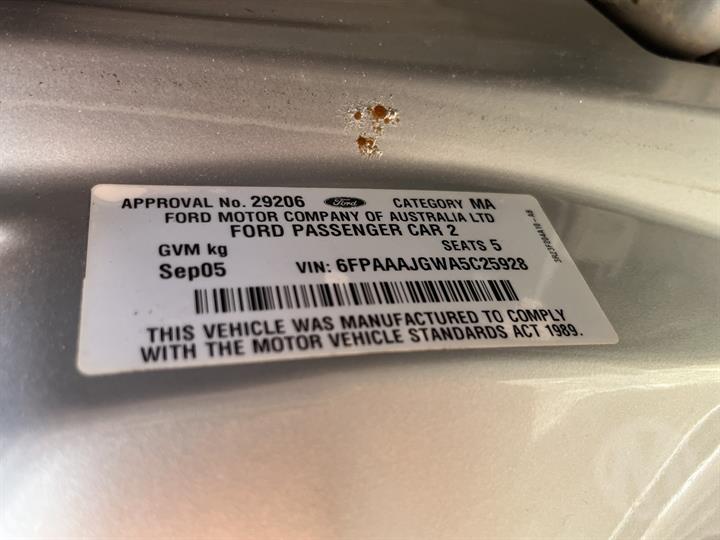 APPROVAL No. 29206 Ford CATEGORY MA
FORD MOTOR COMPANY OF AUSTRALIA LTD
FORD PASSENGER CAR 2
GVM kg SEATS 5
Sep05 VIN: 6FPAAAJGWA5C25928
THIS VEHICLE WAS MANUFACTURED TO COMPLY
WITH THE MOTOR VEHICLE STANDARDS ACT 1989.